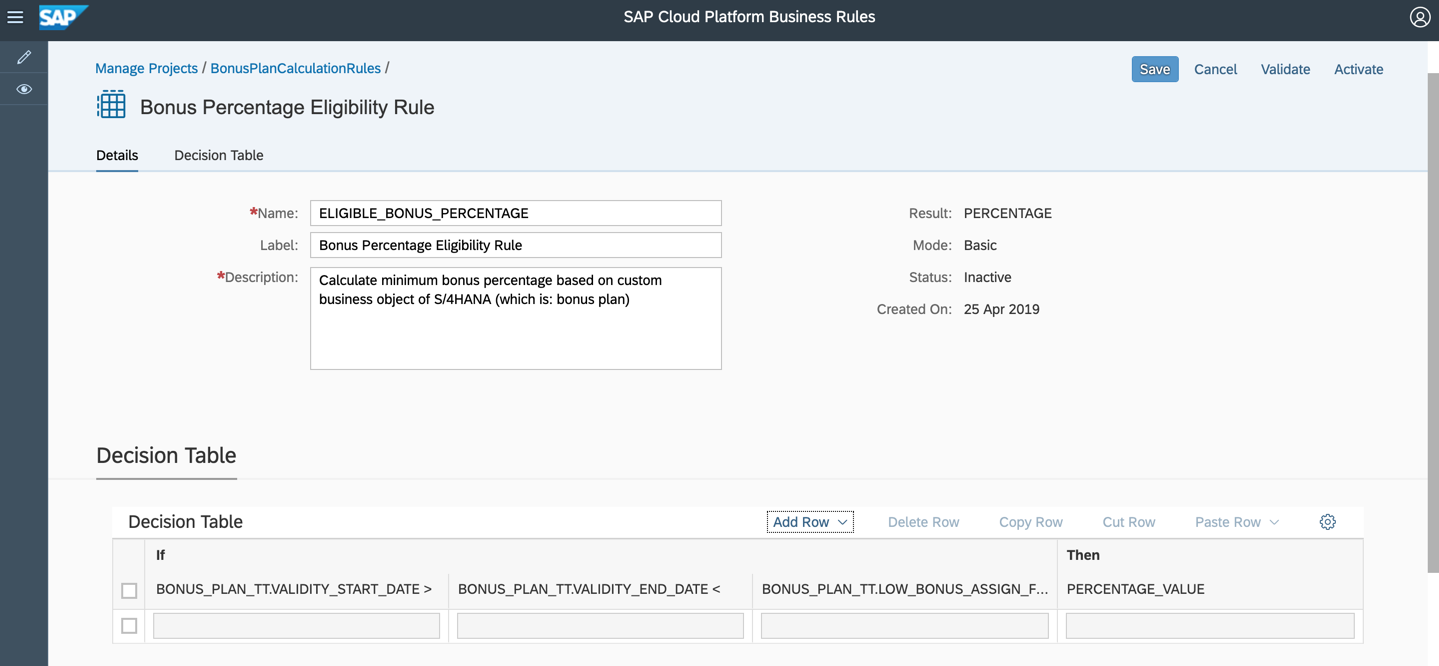 SAP SAP Cloud Platform Business Rules
Manage Projects / BonusPlanCalculationRules /
Save Cancel Validate Activate
Bonus Percentage Eligibility Rule
Details Decision Table
*Name: ELIGIBLE_BONUS_PERCENTAGE
Label: Bonus Percentage Eligibility Rule
*Description: Calculate minimum bonus percentage based on custom
business object of S/4HANA (which is: bonus plan)
Result: PERCENTAGE
Mode: Basic
Status: Inactive
Created On: 25 Apr 2019
Decision Table
Decision Table Add Row Delete Row Copy Row Cut Row Paste Row
If Then
BONUS_PLAN_TT.VALIDITY_START_DATE > BONUS_PLAN_TT.VALIDITY_END_DATE < BONUS_PLAN_TT.LOW_BONUS_ASSIGN_F... PERCENTAGE_VALUE